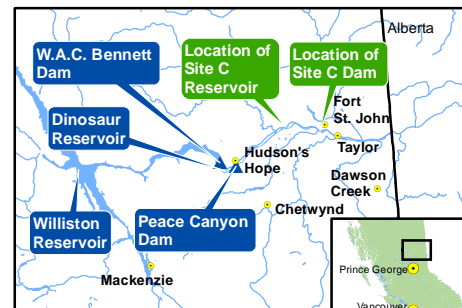 Alberta
W.A.C. Bennett
Dam
Location of
Site C
Reservoir
Location of
Site C Dam
Dinosaur
Reservoir
Fort
St. John
Taylor
Hudson's
Hope
Dawson
Creek
Williston
Reservoir
Peace Canyon
Dam
Chetwynd
Mackenzie
Prince George
Vancouver